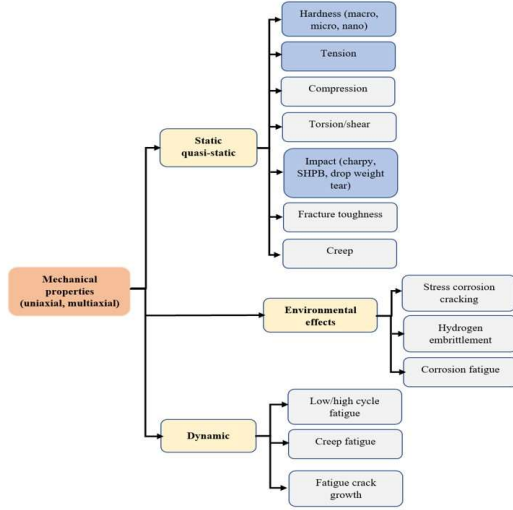 Hardness (macro,
micro, nano)
Tension
Compression
Torsion/shear
Static
quasi-static
Impact (charpy,
SHPB, drop weight
tear)
Fracture toughness
Creep
Mechanical
properties
(uniaxial, multiaxial)
Environmental
effects
Stress corrosion
cracking
Hydrogen
embrittlement
Corrosion fatigue
Dynamic
Low/high cycle
fatigue
Creep fatigue
Fatigue crack
growth